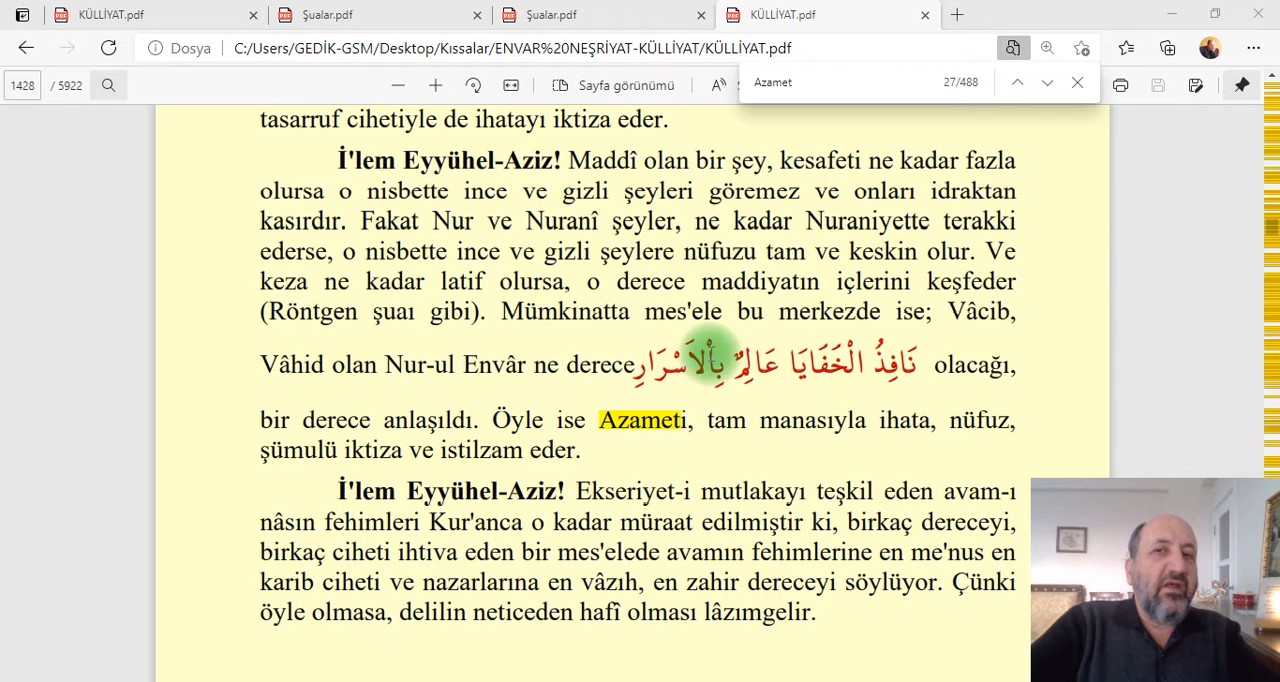 KÜLLİYAT.pdf
Şualar.pdf
Şualar.pdf
KÜLLİYAT.pdf
Dosya
C:/Users/GEDİK-GSM/Desktop/Kıssalar/ENVAR%20NEŞRİYAT-KÜLLİYAT/KÜLLİYAT.pdf
1428 / 5922
Sayfa görünümü
Azamet 27/488
tasarruf cihetiyle de ihatayı iktiza eder.
İ'lem Eyyühel-Aziz! Maddî olan bir şey, kesafeti ne kadar fazla
olursa o nisbette ince ve gizli şeyleri göremez ve onları idraktan
kasırdır. Fakat Nur ve Nuranî şeyler, ne kadar Nuraniyette terakki
ederse, o nisbette ince ve gizli şeylere nüfuzu tam ve keskin olur. Ve
keza ne kadar latif olursa, o derece maddiyatın içlerini keşfeder
(Röntgen şuaı gibi). Mümkinatta mes'ele bu merkezde ise; Vâcib,
Vâhid olan Nur-ul Envâr ne derece نَافِذُ الْخَفَايَا عَالِمٌ بِاْلاَسْرَارِ olacağı,
bir derece anlaşıldı. Öyle ise Azameti, tam manasıyla ihata, nüfuz,
şümulü iktiza ve istilzam eder.
İ'lem Eyyühel-Aziz! Ekseriyet-i mutlakayı teşkil eden avam-ı
nâsın fehimleri Kur'anca o kadar müraat edilmiştir ki, birkaç dereceyi,
birkaç ciheti ihtiva eden bir mes'elede avamın fehimlerine en me'nus en
karib ciheti ve nazarlarına en vâzıh, en zahir dereceyi söylüyor. Çünki
öyle olmasa, delilin neticeden hafî olması lâzımgelir.